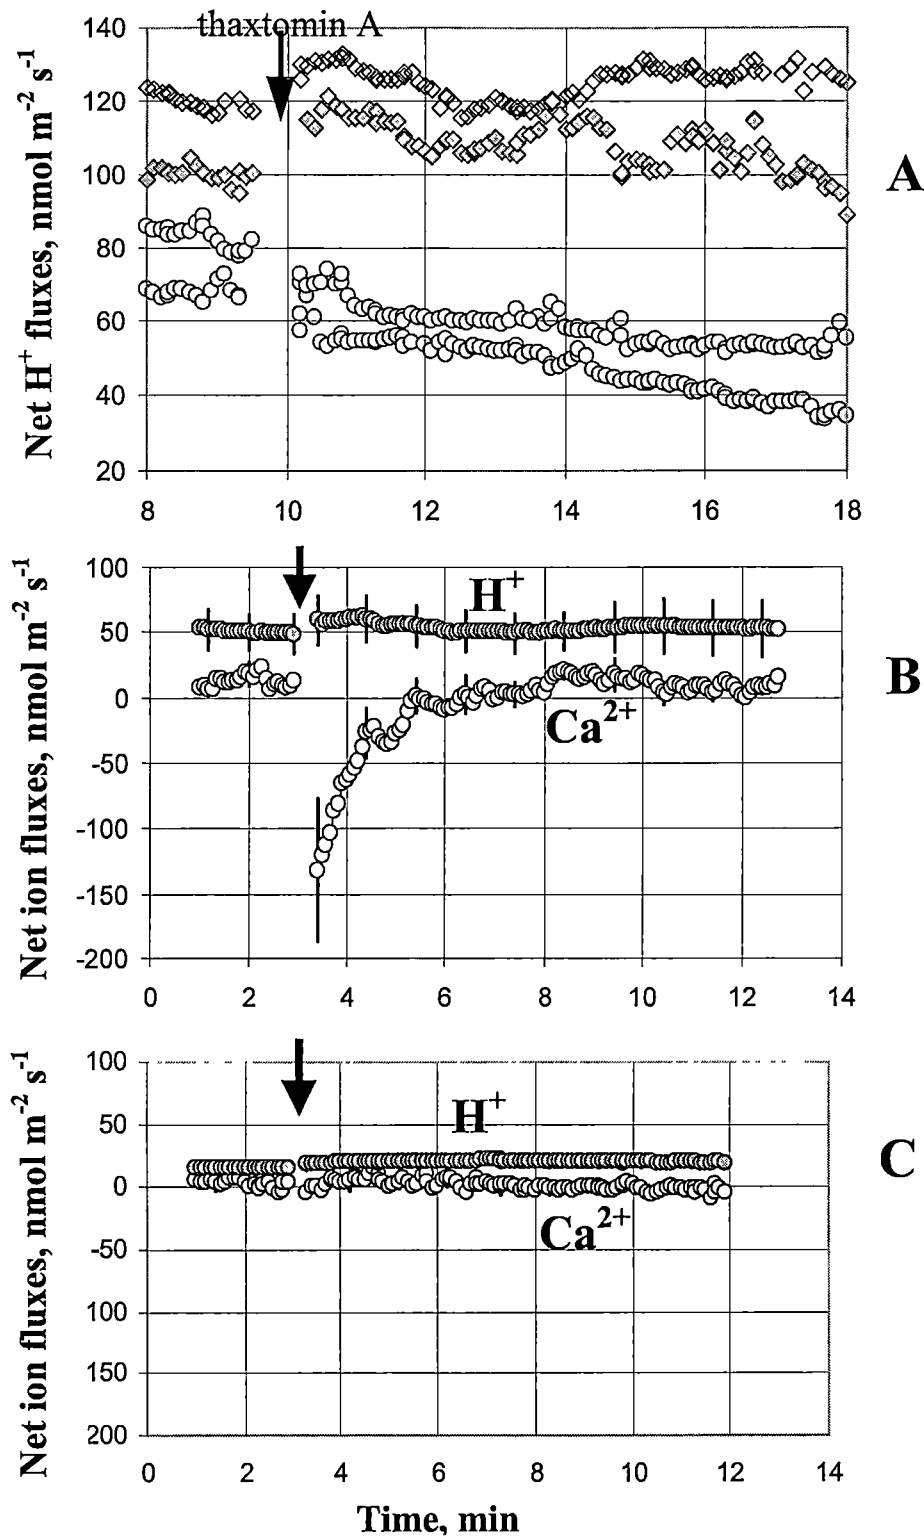 thaxtomin A
Net H⁺ fluxes, nmol m⁻² s⁻¹
140
120
100
80
60
40
20
8 10 12 14 16 18
A
Net ion fluxes, nmol m⁻² s⁻¹
100
50
0
-50
-100
-150
-200
0 2 4 6 8 10 12 14
H⁺
Ca²⁺
B
Net ion fluxes, nmol m⁻² s⁻¹
100
50
0
-50
100
150
200
0 2 4 6 8 10 12 14
H⁺
Ca²⁺
C
Time, min